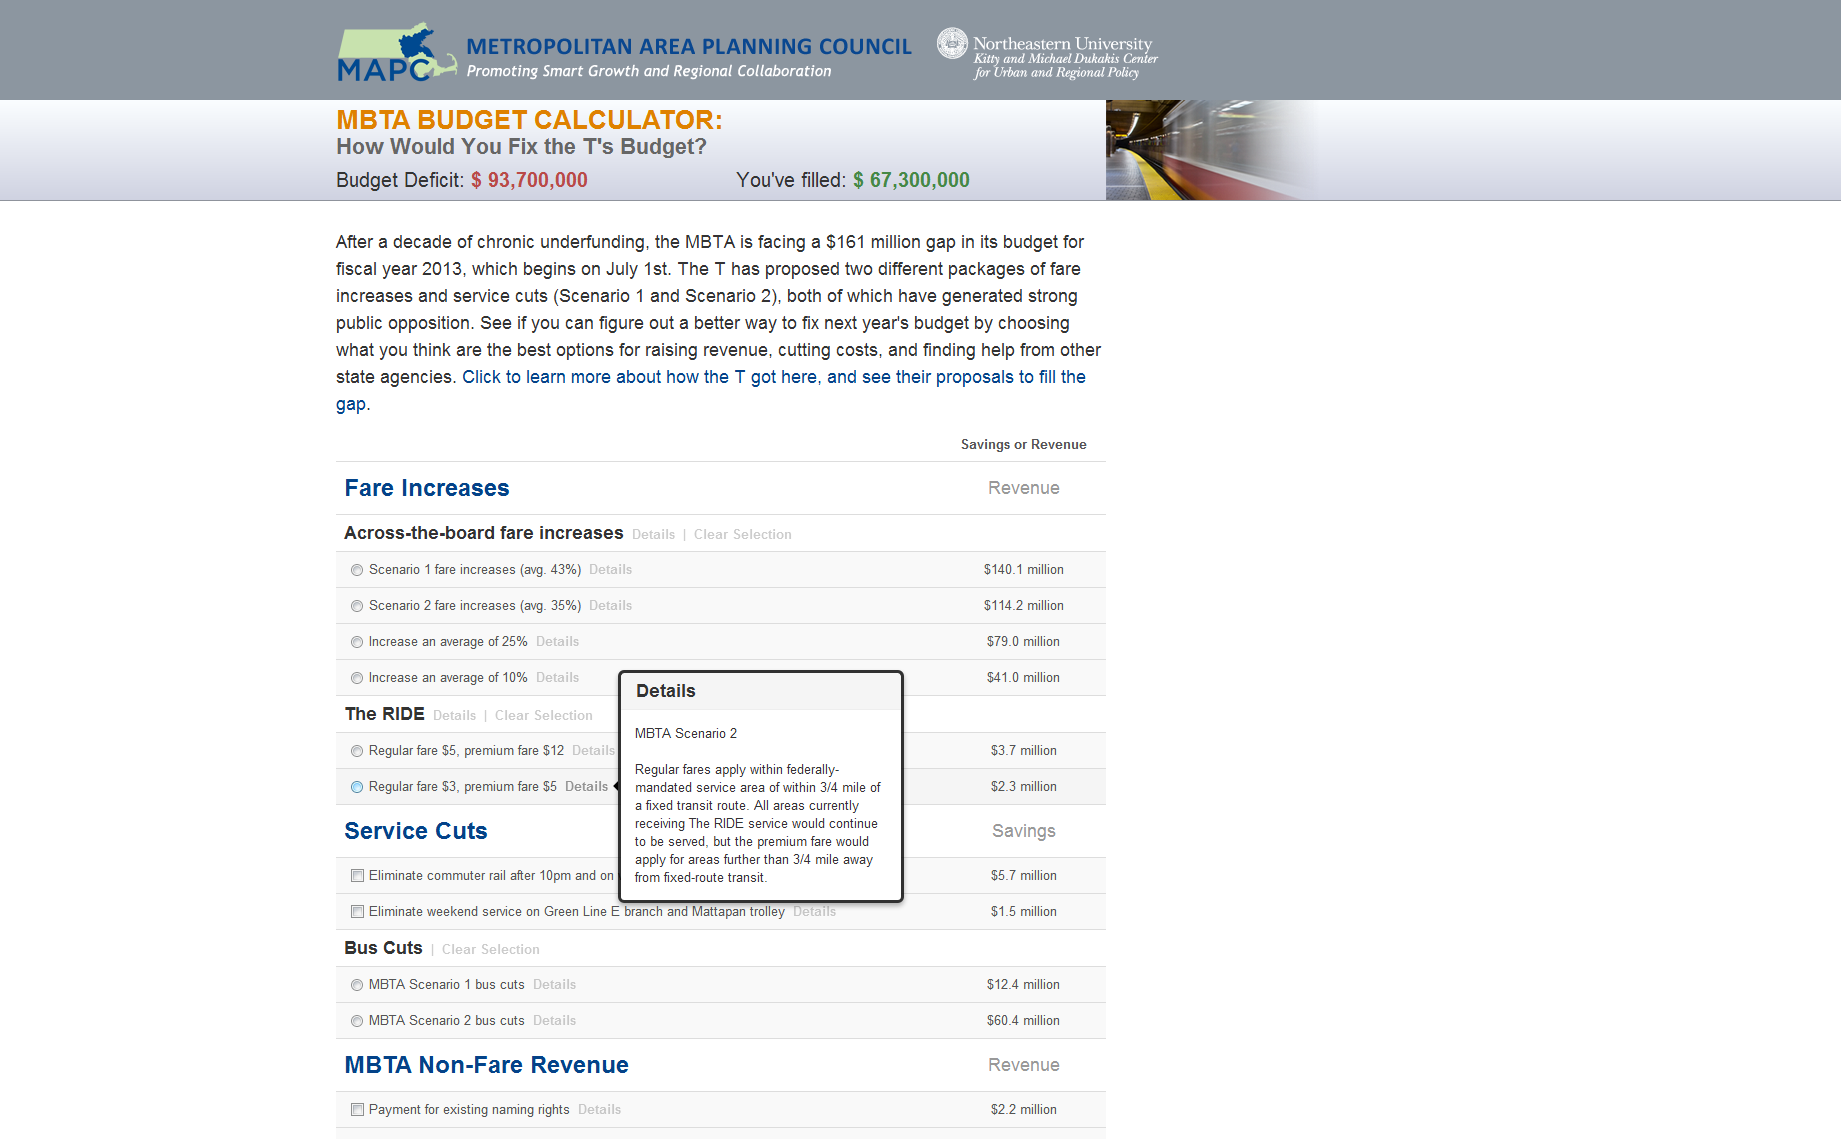 MAPC
METROPOLITAN AREA PLANNING COUNCIL
Promoting Smart Growth and Regional Collaboration
Northeastern University
Kitty and Michael Dukakis Center
for Urban and Regional Policy
MBTA BUDGET CALCULATOR:
How Would You Fix the T's Budget?
Budget Deficit: $ 93,700,000
You've filled: $ 67,300,000
After a decade of chronic underfunding, the MBTA is facing a $161 million gap in its budget for
fiscal year 2013, which begins on July 1st. The T has proposed two different packages of fare
increases and service cuts (Scenario 1 and Scenario 2), both of which have generated strong
public opposition. See if you can figure out a better way to fix next year's budget by choosing
what you think are the best options for raising revenue, cutting costs, and finding help from other
state agencies. Click to learn more about how the T got here, and see their proposals to fill the
gap.
Savings or Revenue
Fare Increases Revenue
Across-the-board fare increases Details | Clear Selection
Scenario 1 fare increases (avg. 43%) Details $140.1 million
Scenario 2 fare increases (avg. 35%) Details $114.2 million
Increase an average of 25% Details $79.0 million
Increase an average of 10% Details $41.0 million
The RIDE Details | Clear Selection
Regular fare $5, premium fare $12 Details $3.7 million
Regular fare $3, premium fare $5 Details $2.3 million
Details
MBTA Scenario 2
Regular fares apply within federally-
mandated service area of within 3/4 mile of
a fixed transit route. All areas currently
receiving The RIDE service would continue
to be served, but the premium fare would
apply for areas further than 3/4 mile away
from fixed-route transit.
Service Cuts Savings
Eliminate commuter rail after 10pm and on $5.7 million
Eliminate weekend service on Green Line E branch and Mattapan trolley Details $1.5 million
Bus Cuts | Clear Selection
MBTA Scenario 1 bus cuts Details $12.4 million
MBTA Scenario 2 bus cuts Details $60.4 million
MBTA Non-Fare Revenue Revenue
Payment for existing naming rights Details $2.2 million